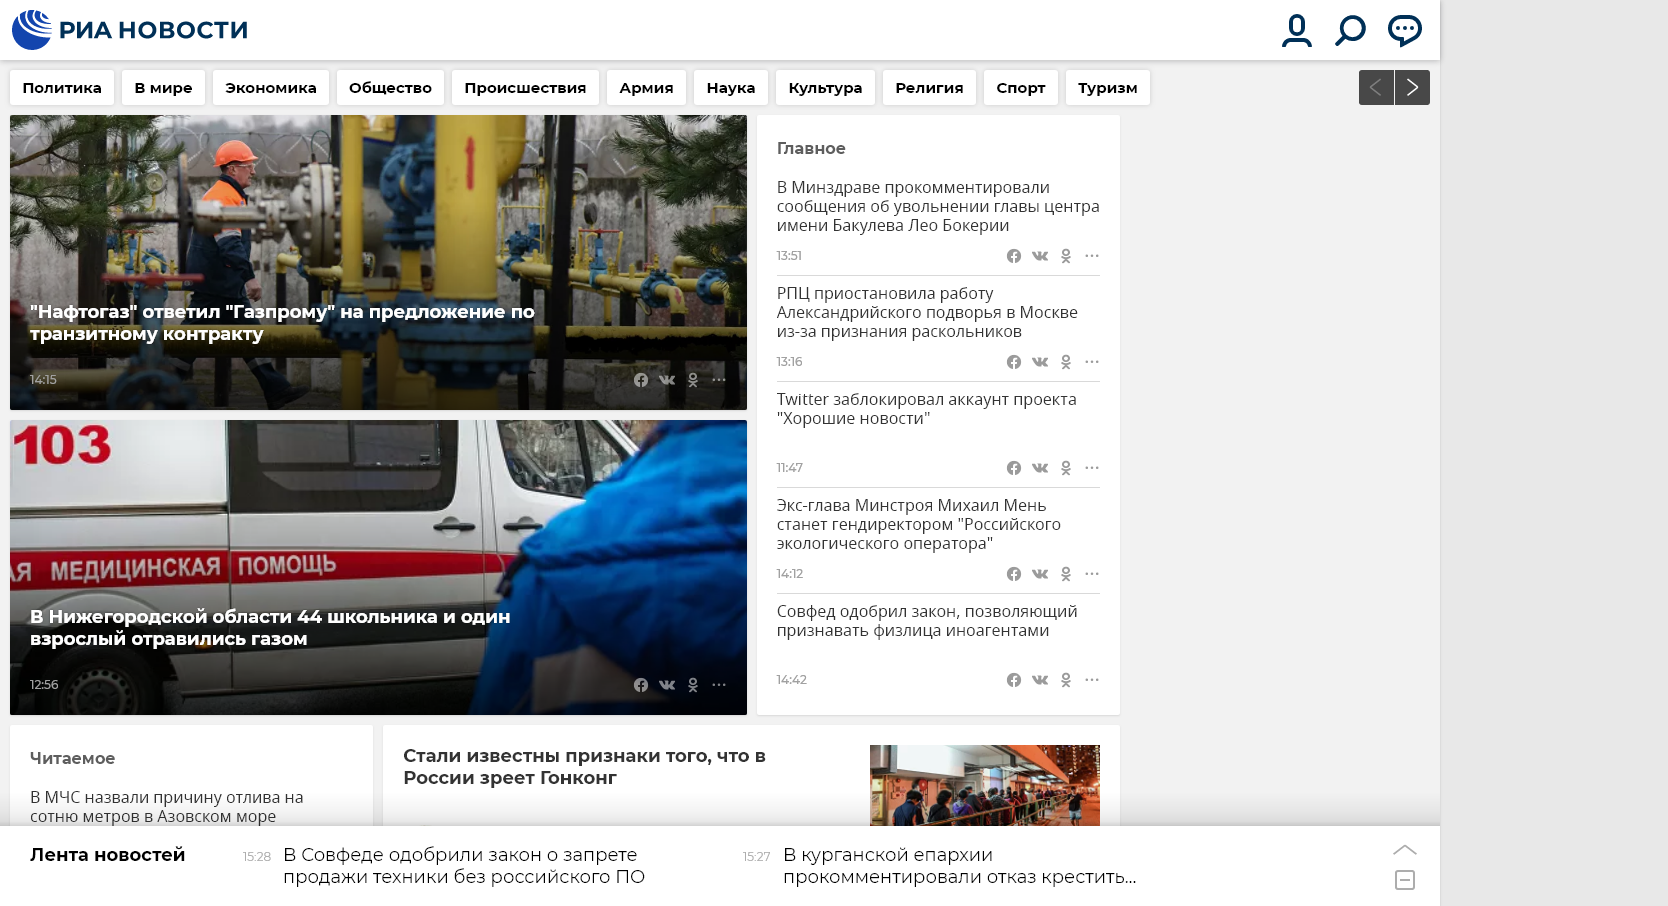 РИА НОВОСТИ
Политика
В мире
Экономика
Общество
Происшествия
Армия
Наука
Культура
Религия
Спорт
Туризм
"Нафтогаз" ответил "Газпрому" на предложение по
транзитному контракту
14:15
103
АЯ МЕДИЦИНСКАЯ ПОМОЩЬ
В Нижегородской области 44 школьника и один
взрослый отравились газом
12:56
Главное
В Минздраве прокомментировали
сообщения об увольнении главы центра
имени Бакулева Лео Бокерии
13:51
РПЦ приостановила работу
Александрийского подворья в Москве
из-за признания раскольников
13:16
Twitter заблокировал аккаунт проекта
"Хорошие новости"
11:47
Экс-глава Минстроя Михаил Мень
станет гендиректором "Российского
экологического оператора"
14:12
Совфед одобрил закон, позволяющий
признавать физлица иноагентами
14:42
Читаемое
В МЧС назвали причину отлива на
сотню метров в Азовском море
Стали известны признаки того, что в
России зреет Гонконг
Лента новостей
15:28
В Совфеде одобрили закон о запрете
продажи техники без российского ПО
15:27
В курганской епархии
прокомментировали отказ крестить...